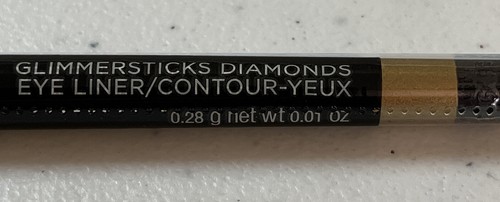 GLIMMERSTICKS DIAMONDS
EYE LINER/CONTOUR-YEUX
0.28 g net wt 0.01 oz